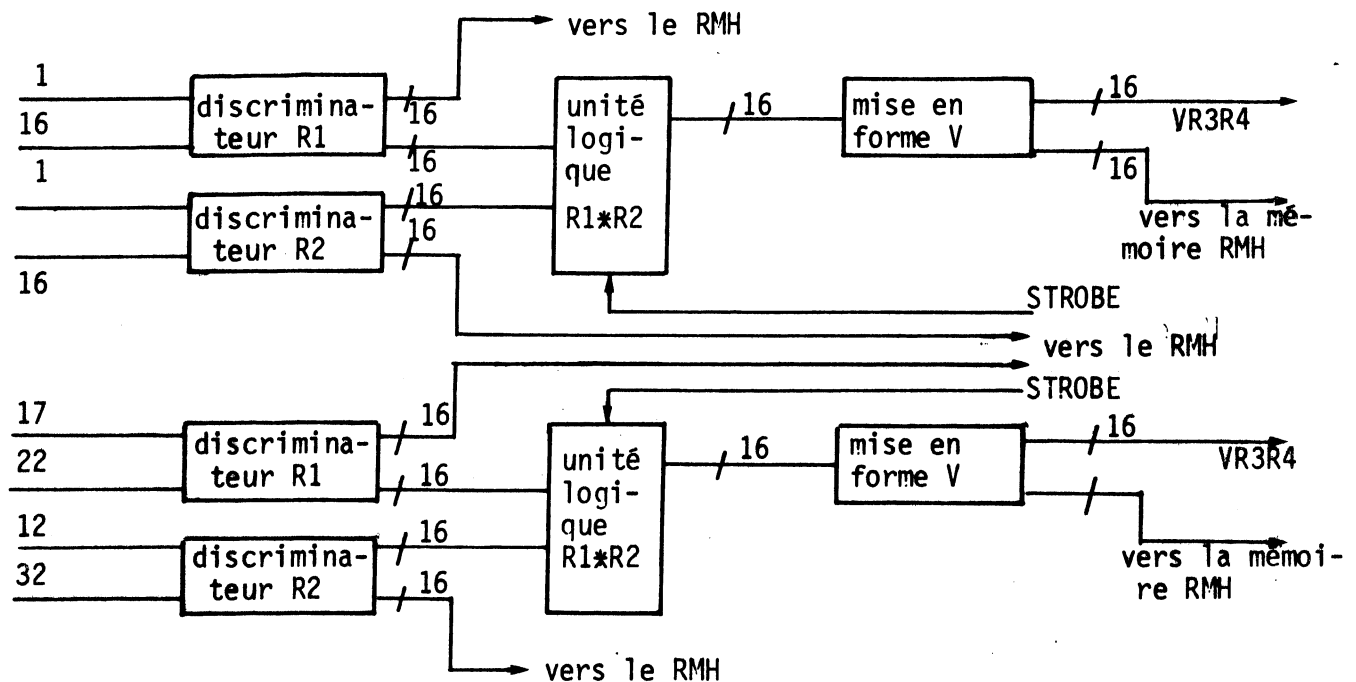 vers le RMH
1
discrimina-
teur R1
16
16
16
1
unité
logi-
que
R1*R2
16
mise en
forme V
16
VR3R4
16
vers la mé-
moire RMH
discrimina-
teur R2
16
16
16
STROBE
vers le RMH
STROBE
17
discrimina-
teur R1
16
22
16
12
discrimina-
teur R2
16
32
16
unité
logi-
que
R1*R2
16
mise en
forme V
16
VR3R4
vers la mémoi-
re RMH
vers le RMH